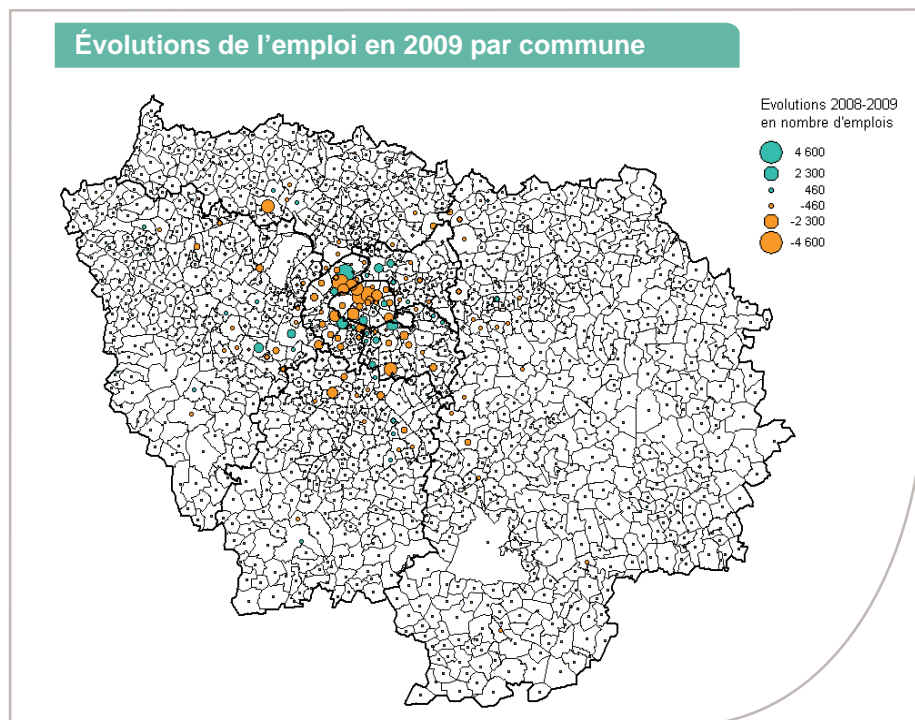 Évolutions de l’emploi en 2009 par commune
Evolutions 2008-2009
en nombre d'emplois
4 600
2 300
460
-460
-2 300
-4 600